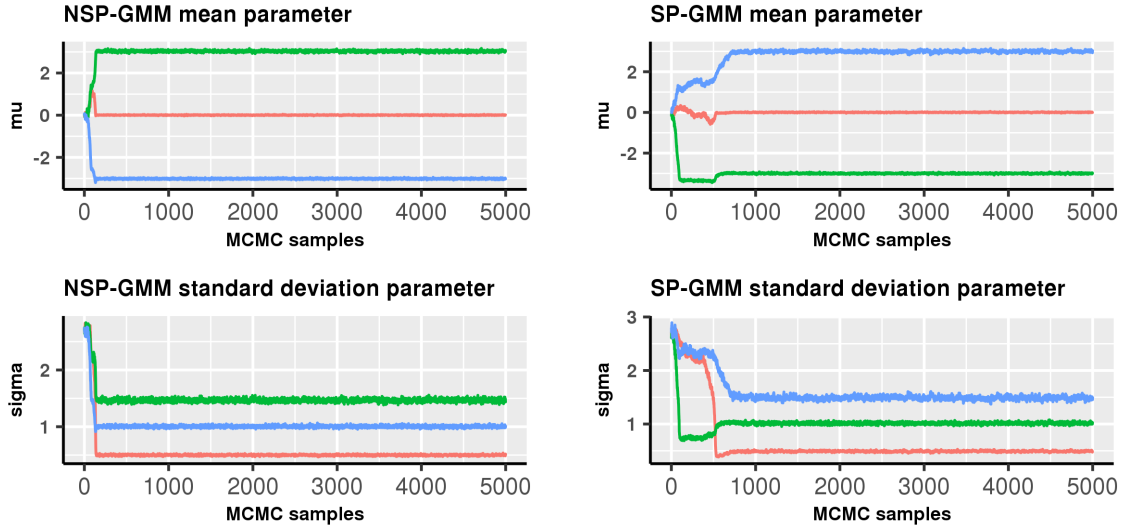 NSP-GMM mean parameter
mu
2
0
-2
0 1000 2000 3000 4000 5000
MCMC samples
SP-GMM mean parameter
mu
2
0
-2
0 1000 2000 3000 4000 5000
MCMC samples
NSP-GMM standard deviation parameter
sigma
2
1
0 1000 2000 3000 4000 5000
MCMC samples
SP-GMM standard deviation parameter
sigma
3
2
1
0 1000 2000 3000 4000 5000
MCMC samples